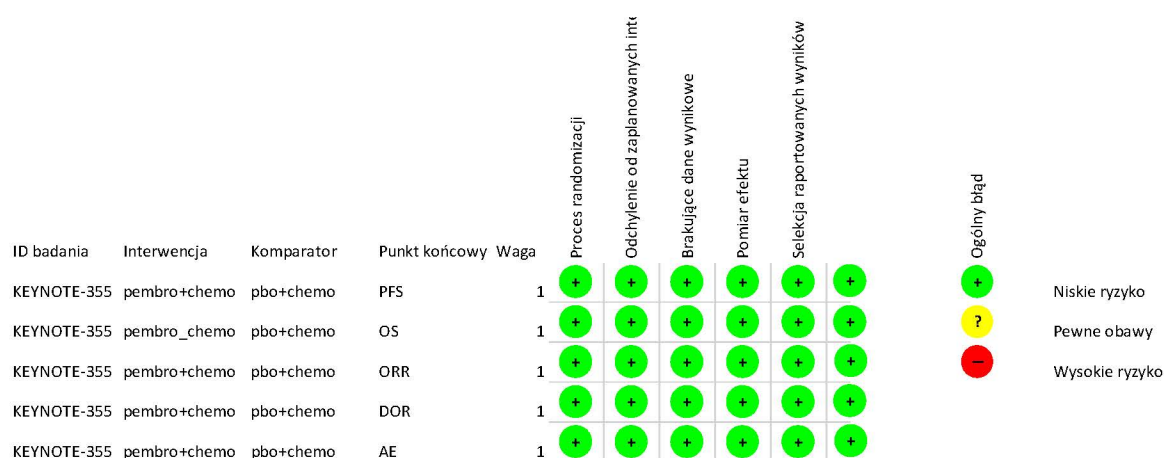 Proces randomizacji
Odchylenie od zaplanowanych
Brakujące dane wynikowe
Pomiar efektu
Selekcja raportowanych wyników
Ogólny błąd
ID badania Interwencja Komparator Punkt końcowy Waga
KEYNOTE-355 pembro+chemo pbo+chemo PFS 1 + + + + + + + Niskie ryzyko
KEYNOTE-355 pembro_chemo pbo+chemo OS 1 + + + + + + ? Pewne obawy
KEYNOTE-355 pembro+chemo pbo+chemo ORR 1 + + + + + + − Wysokie ryzyko
KEYNOTE-355 pembro+chemo pbo+chemo DOR 1 + + + + + +
KEYNOTE-355 pembro+chemo pbo+chemo AE 1 + + + + + +